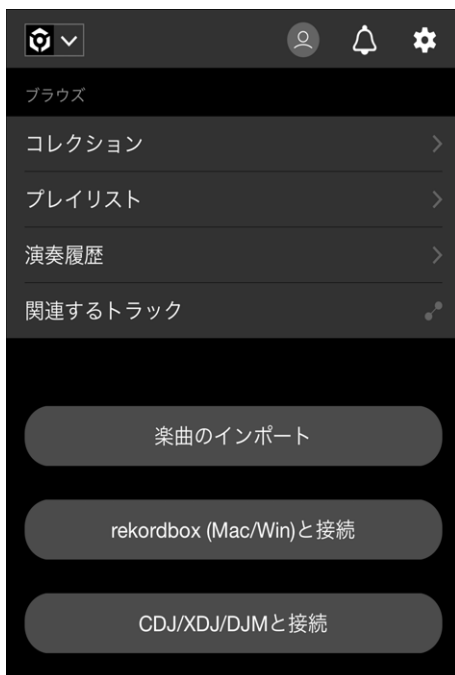 ブラウズ
コレクション
プレイリスト
演奏履歴
関連するトラック
楽曲のインポート
rekordbox (Mac/Win)と接続
CDJ/XDJ/DJMと接続